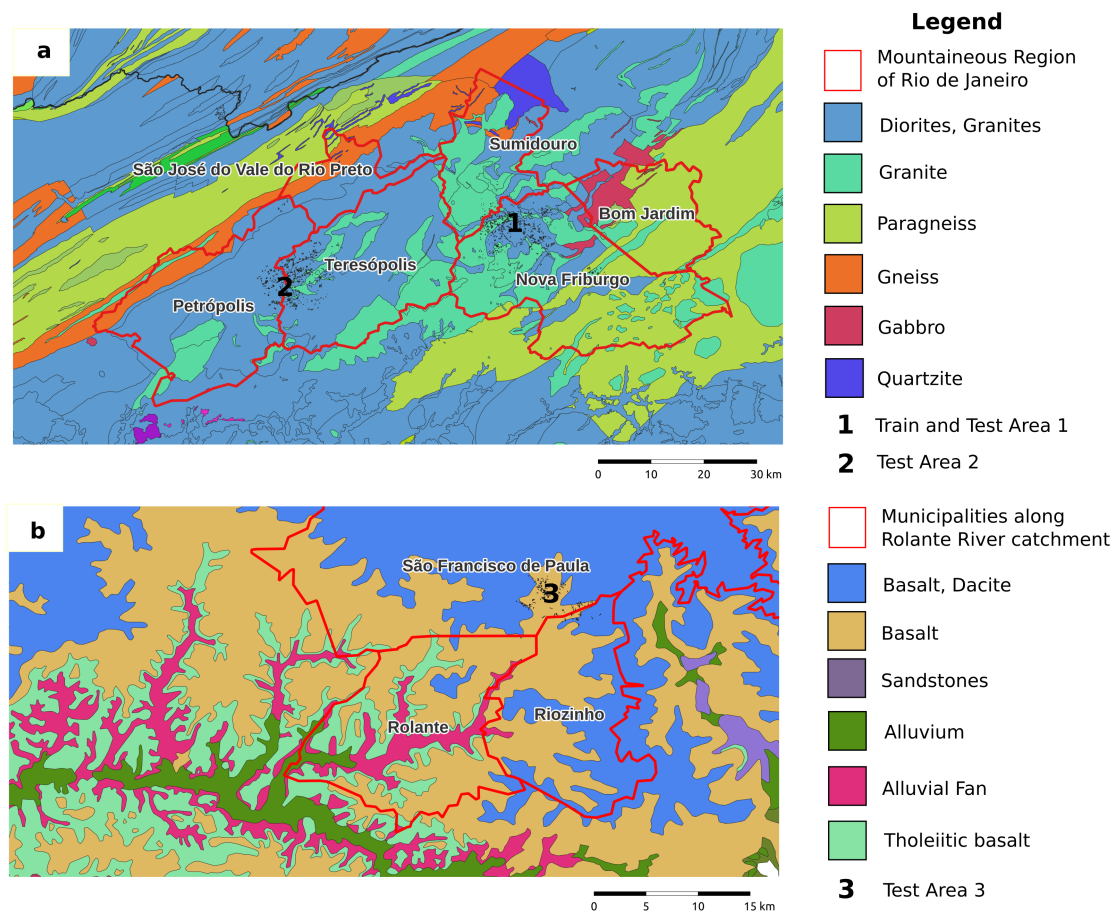 a
São José do Vale do Rio Preto
Sumidouro
Bom Jardim
1
Nova Friburgo
Teresópolis
2
Petrópolis
0 10 20 30 km
Legend
Mountaineous Region
of Rio de Janeiro
Diorites, Granites
Granite
Paragneiss
Gneiss
Gabbro
Quartzite
1 Train and Test Area 1
2 Test Area 2
b
São Francisco de Paula
3
Rolante
Riozinho
0 5 10 15 km
Municipalities along
Rolante River catchment
Basalt, Dacite
Basalt
Sandstones
Alluvium
Alluvial Fan
Tholeiitic basalt
3 Test Area 3